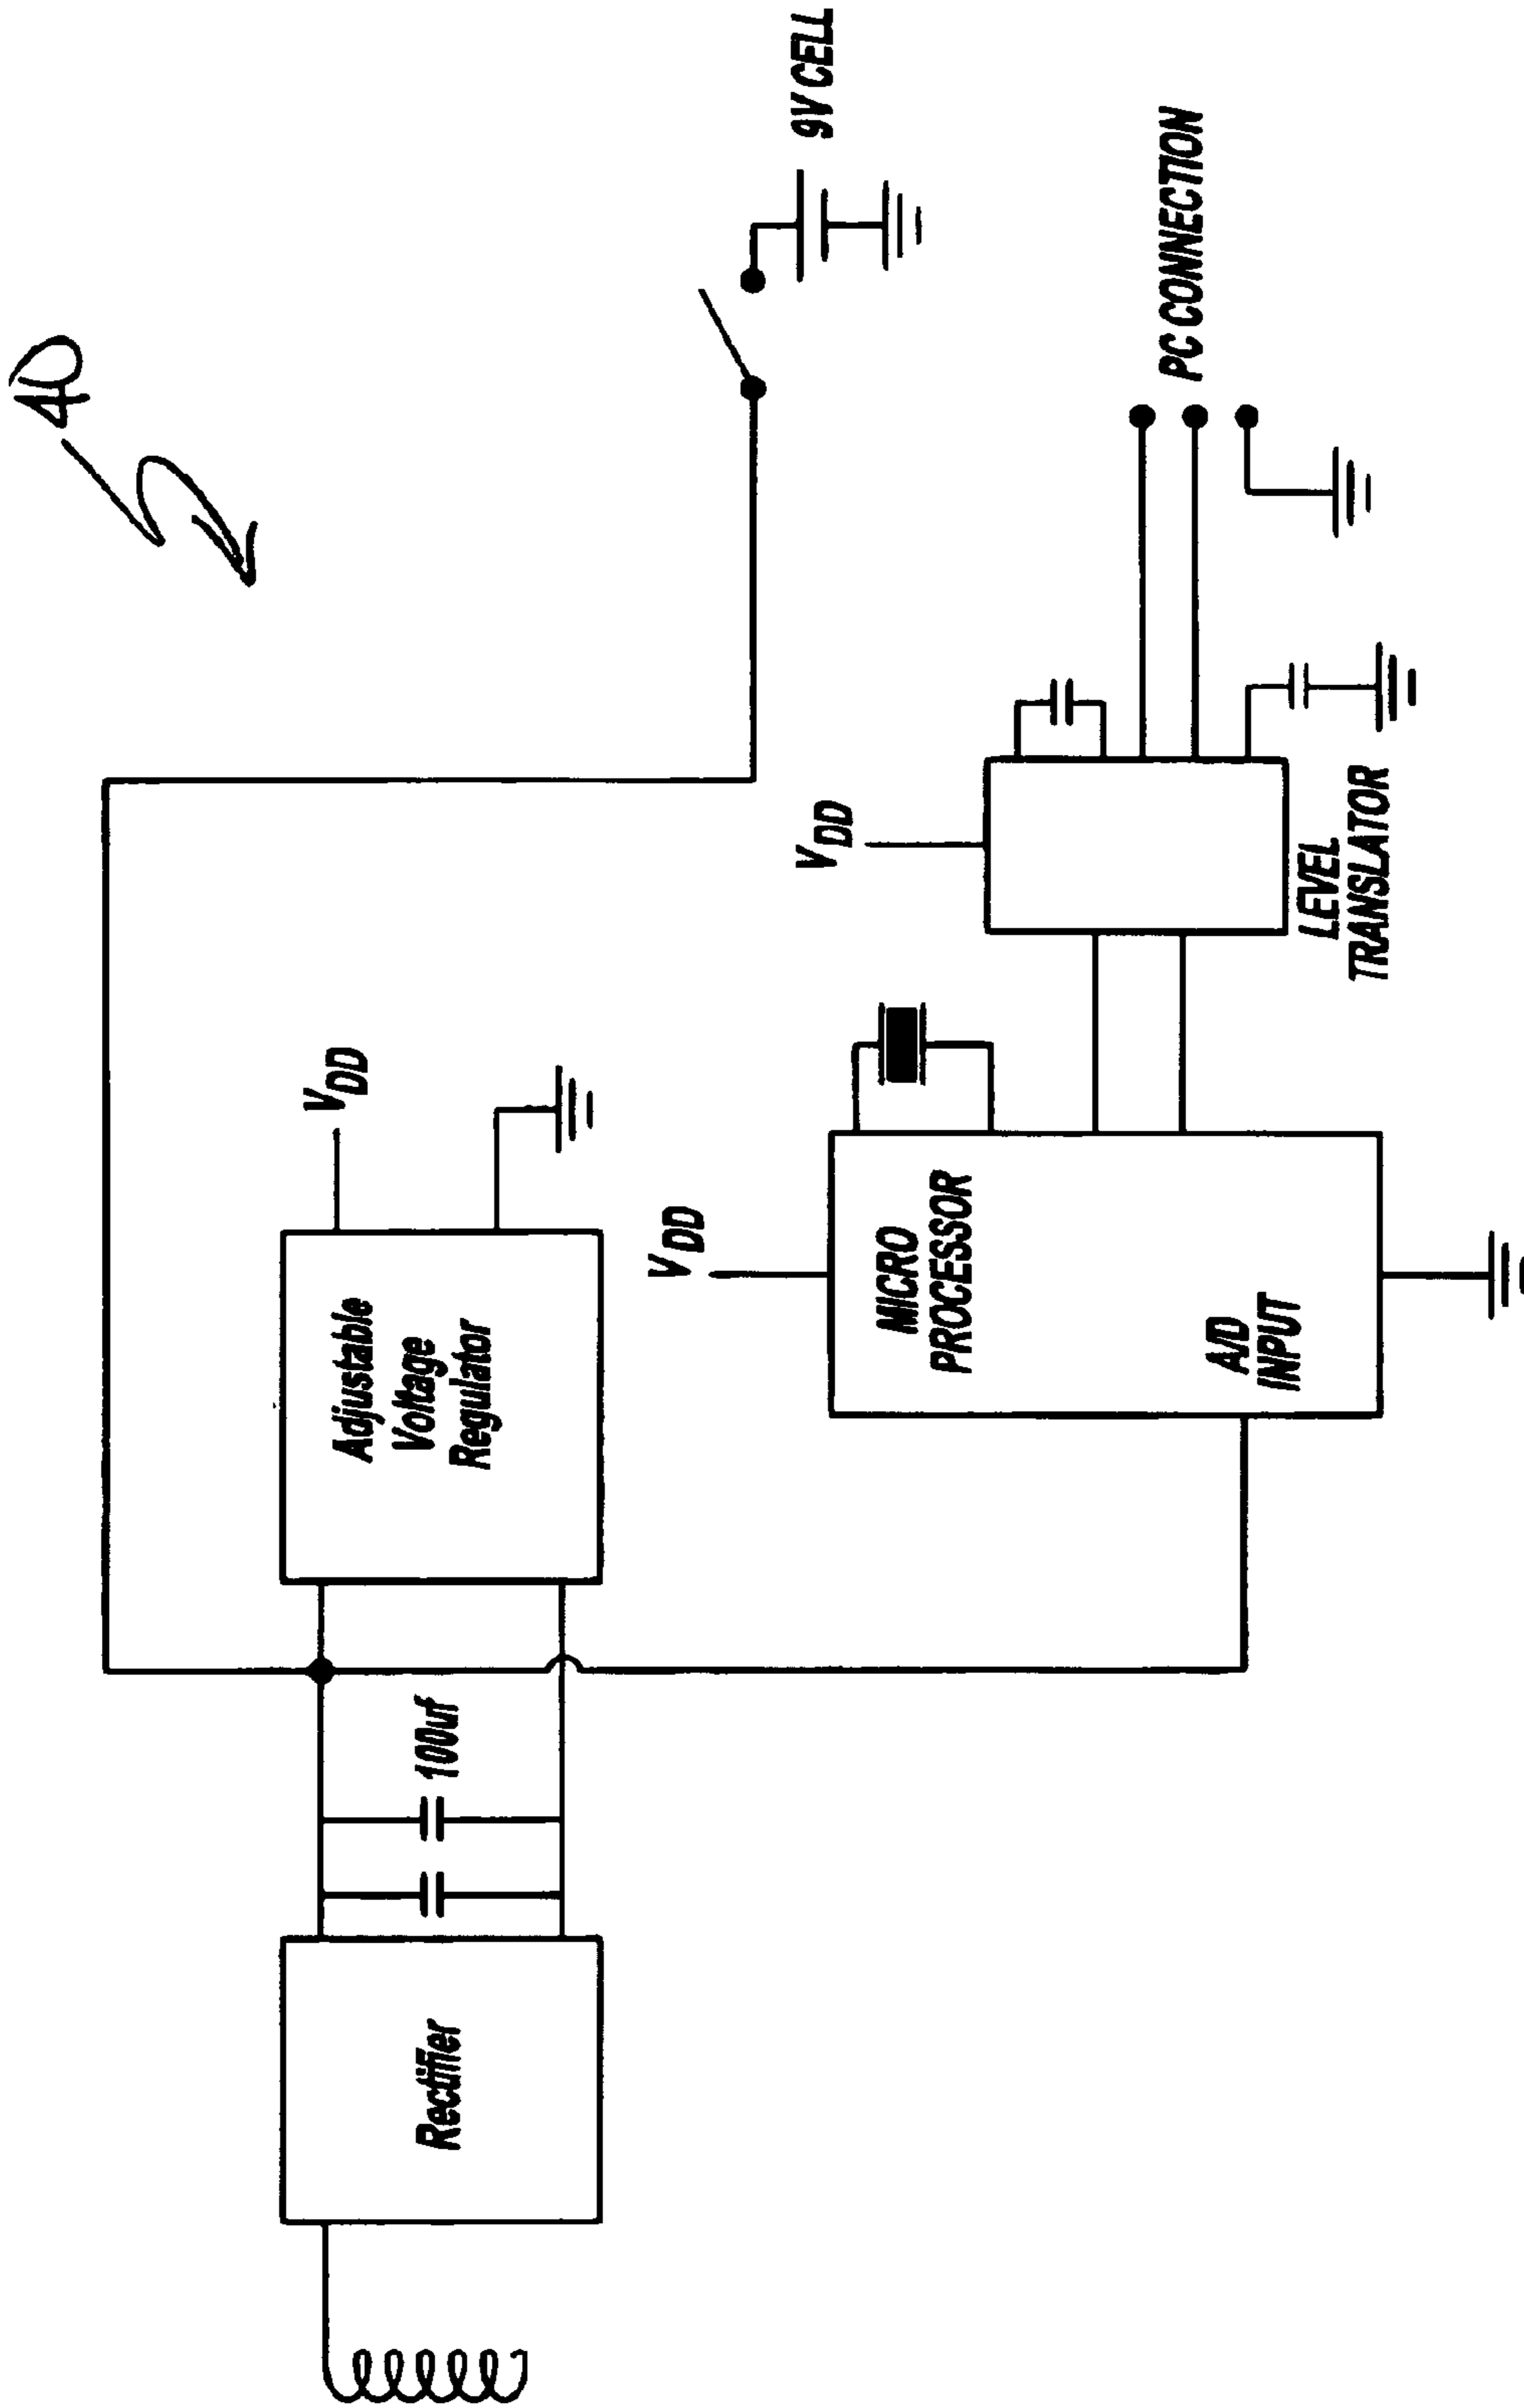 40
9V CELL
PC CONNECTION
VDD
LEVEL
TRANSLATOR
VDD
Adjustable
Voltage
Regulator
VDD
MICRO
PROCESSOR
A/D
INPUT
100uf
Rectifier